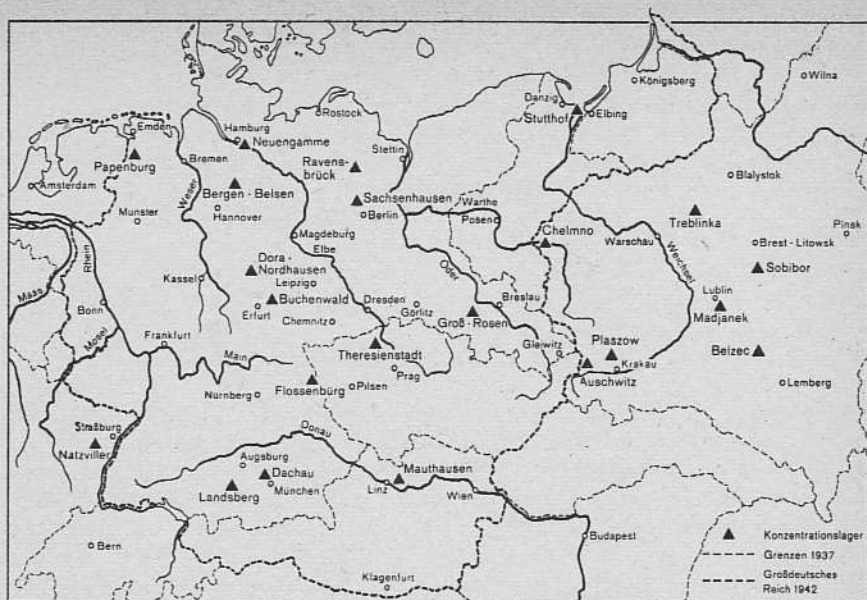 Königsberg
Wilna
Danzig
Stutthof
Elbing
Rostock
Emden
Hamburg
Neuengamme
Stettin
Papenburg
Bremen
Ravens-
brück
Bialystok
Amsterdam
Weser
Bergen-Belsen
Sachsenhausen
Warthe
Treblinka
Munster
Hannover
Berlin
Posen
Chelmno
Warschau
Pinsk
Magdeburg
Elbe
Brest-Litowsk
Rhein
Dora-
Nordhausen
Oder
Weichsel
Sobibor
Maas
Kassel
Leipzig
Buchenwald
Dresden
Görlitz
Breslau
Lublin
Madjanek
Bonn
Erfurt
Chemnitz
Groß-Rosen
Mosel
Frankfurt
Theresienstadt
Gleiwitz
Plaszow
Belzec
Main
Prag
Krakau
Auschwitz
Nürnberg
Flossenbürg
Pilsen
Lemberg
Straßburg
Donau
Natzviller
Augsburg
Dachau
Mauthausen
Landsberg
München
Linz
Wien
Bern
Budapest
Klagenfurt
Konzentrationslager
Grenzen 1937
Großdeutsches
Reich 1942